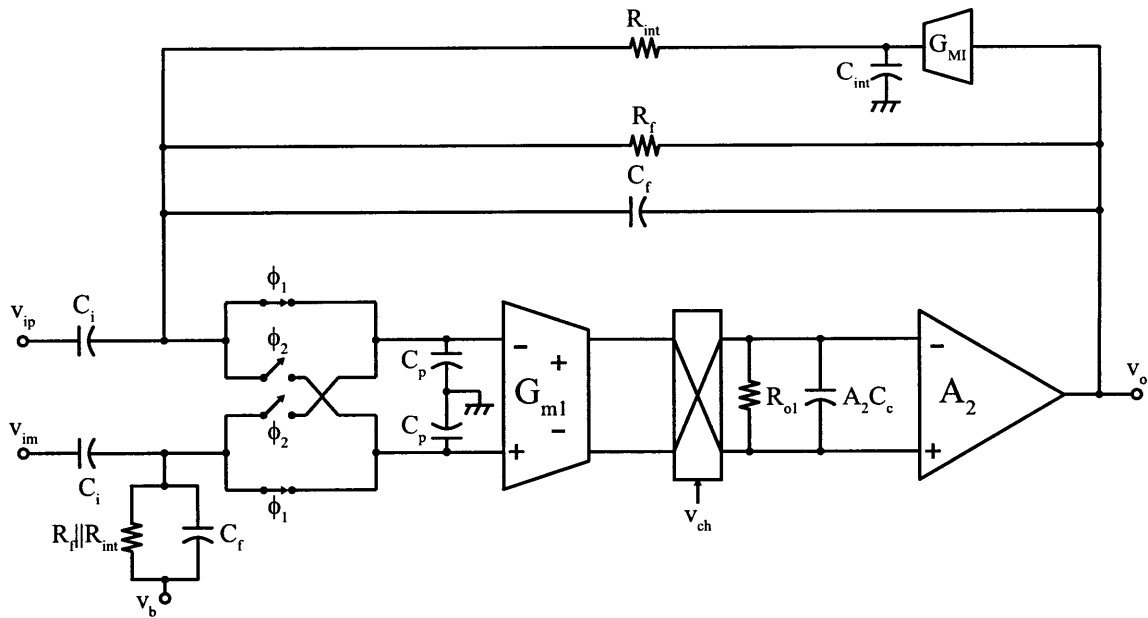 R_int
G_MI
C_int
R_f
C_f
v_ip
C_i
ϕ_1
ϕ_2
C_p
−
+
G_m1
−
R_o1
A_2C_c
−
A_2
v_o
v_im
C_i
ϕ_2
C_p
+
ϕ_1
+
v_ch
R_f||R_int
C_f
v_b